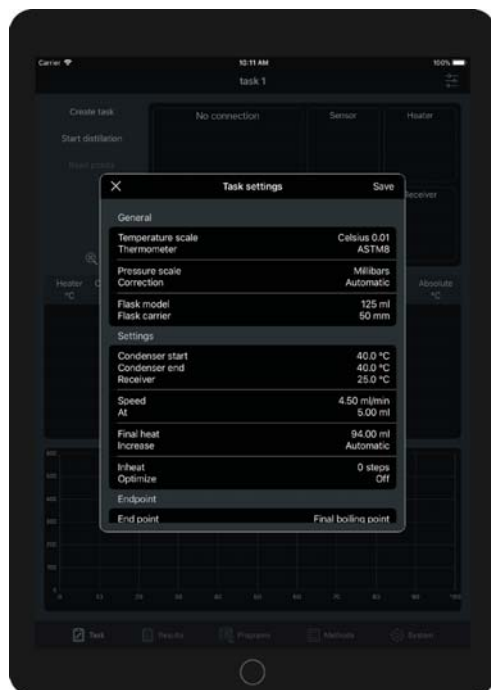 Carrier
10:11 AM
100%
task 1
Create task
No connection
Sensor
Heater
Start distillation
Receiver
Task settings
Save
General
Temperature scale Celsius 0.01
Thermometer ASTM8
Pressure scale Millibars
Correction Automatic
Flask model 125 ml
Flask carrier 50 mm
Settings
Condenser start 40.0 °C
Condenser end 40.0 °C
Receiver 25.0 °C
Speed 4.50 ml/min
At 5.00 ml
Final heat 94.00 ml
Increase Automatic
Inheat 0 steps
Optimize Off
Endpoint
End point Final boiling point
Heater
°C
Absolute
°C
Task
Results
Programs
Methods
System